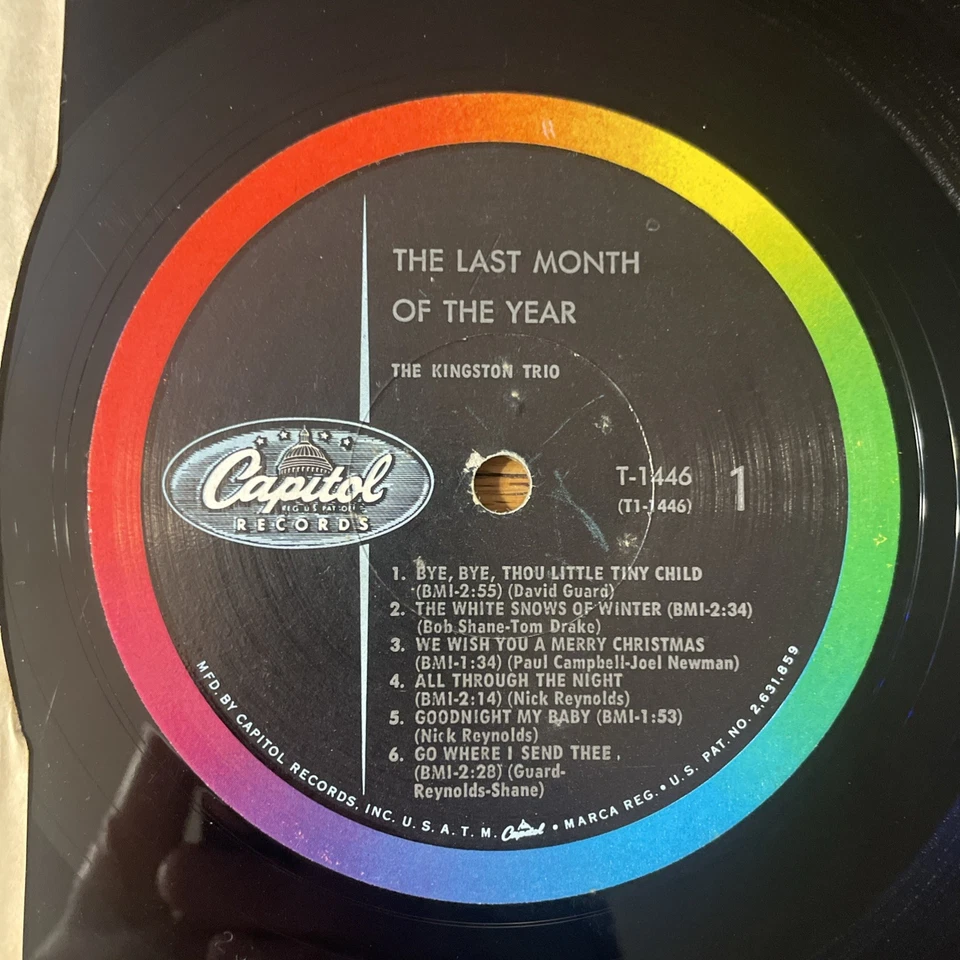 THE LAST MONTH
OF THE YEAR
THE KINGSTON TRIO
Capitol
REG U S PAT OFF
RECORDS
T-1446
(T1-1446)
1
1. BYE, BYE, THOU LITTLE TINY CHILD
(BMI-2:55) (David Guard)
2. THE WHITE SNOWS OF WINTER (BMI-2:34)
(Bob Shane-Tom Drake)
3. WE WISH YOU A MERRY CHRISTMAS
(BMI-1:34) (Paul Campbell-Joel Newman)
4. ALL THROUGH THE NIGHT
(BMI-2:14) (Nick Reynolds)
5. GOODNIGHT MY BABY (BMI-1:53)
(Nick Reynolds)
6. GO WHERE I SEND THEE.
(BMI-2:28) (Guard-
Reynolds-Shane)
MFD. BY CAPITOL RECORDS, INC. U. S. A. T. M. Capitol • MARCA REG. • U. S. PAT. NO. 2,631,859